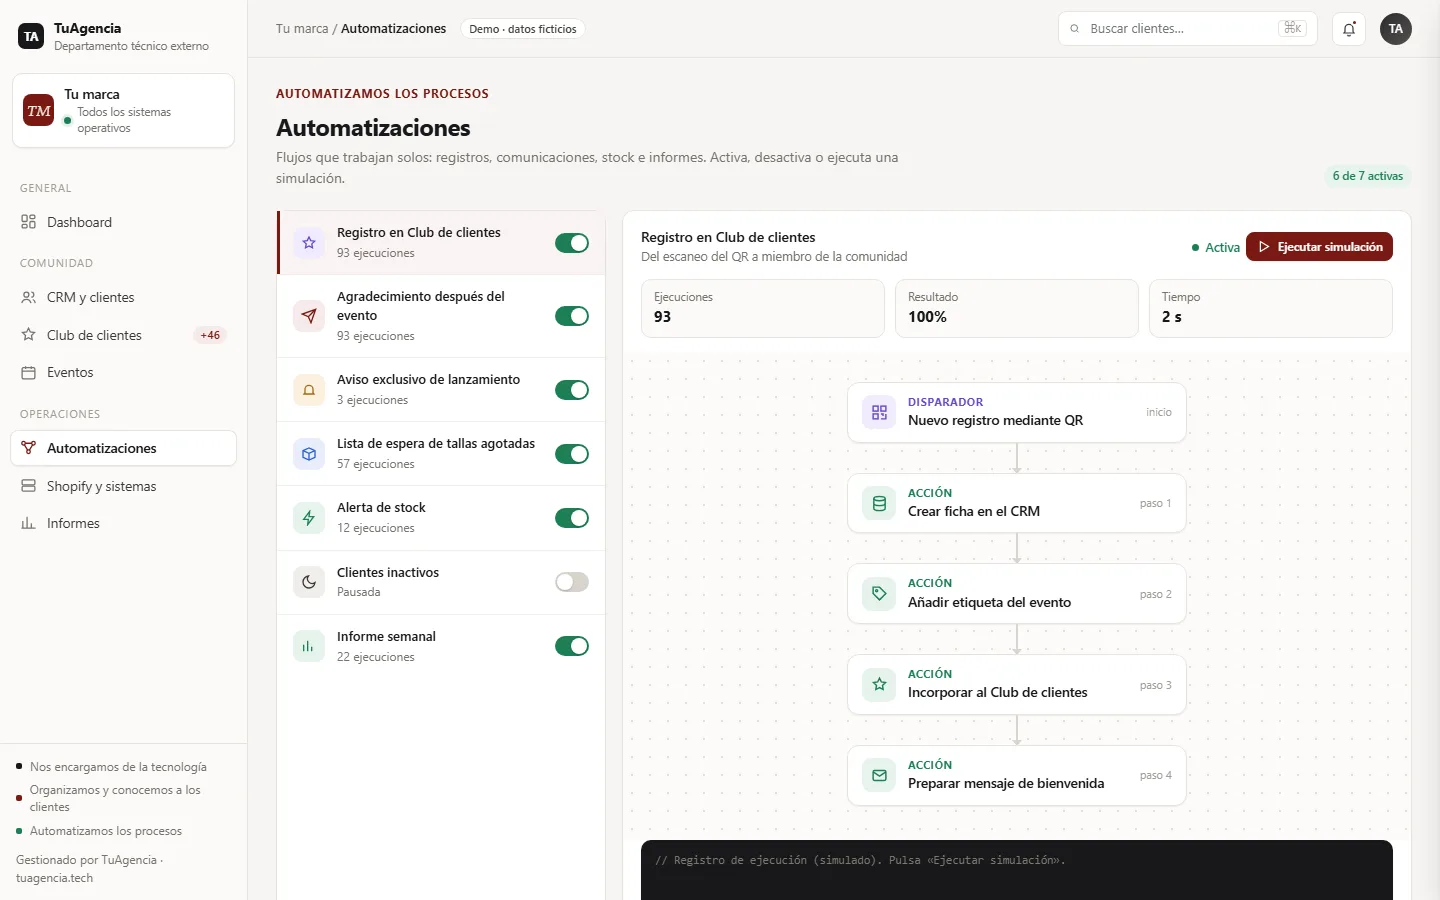 TA
TuAgencia
Departamento técnico externo
TM
Tu marca
Todos los sistemas
operativos
GENERAL
Dashboard
COMUNIDAD
CRM y clientes
Club de clientes
+46
Eventos
OPERACIONES
Automatizaciones
Shopify y sistemas
Informes
Nos encargamos de la tecnología
Organizamos y conocemos a los
clientes
Automatizamos los procesos
Gestionado por TuAgencia ·
tuagencia.tech
Tu marca / Automatizaciones
Demo · datos ficticios
Buscar clientes...
⌘K
TA
AUTOMATIZAMOS LOS PROCESOS
Automatizaciones
Flujos que trabajan solos: registros, comunicaciones, stock e informes. Activa, desactiva o ejecuta una
simulación.
6 de 7 activas
Registro en Club de clientes
93 ejecuciones
Agradecimiento después del
evento
93 ejecuciones
Aviso exclusivo de lanzamiento
3 ejecuciones
Lista de espera de tallas agotadas
57 ejecuciones
Alerta de stock
12 ejecuciones
Clientes inactivos
Pausada
Informe semanal
22 ejecuciones
Registro en Club de clientes
Del escaneo del QR a miembro de la comunidad
Activa
Ejecutar simulación
Ejecuciones
93
Resultado
100%
Tiempo
2 s
DISPARADOR
Nuevo registro mediante QR
inicio
ACCIÓN
Crear ficha en el CRM
paso 1
ACCIÓN
Añadir etiqueta del evento
paso 2
ACCIÓN
Incorporar al Club de clientes
paso 3
ACCIÓN
Preparar mensaje de bienvenida
paso 4
// Registro de ejecución (simulado). Pulsa «Ejecutar simulación».